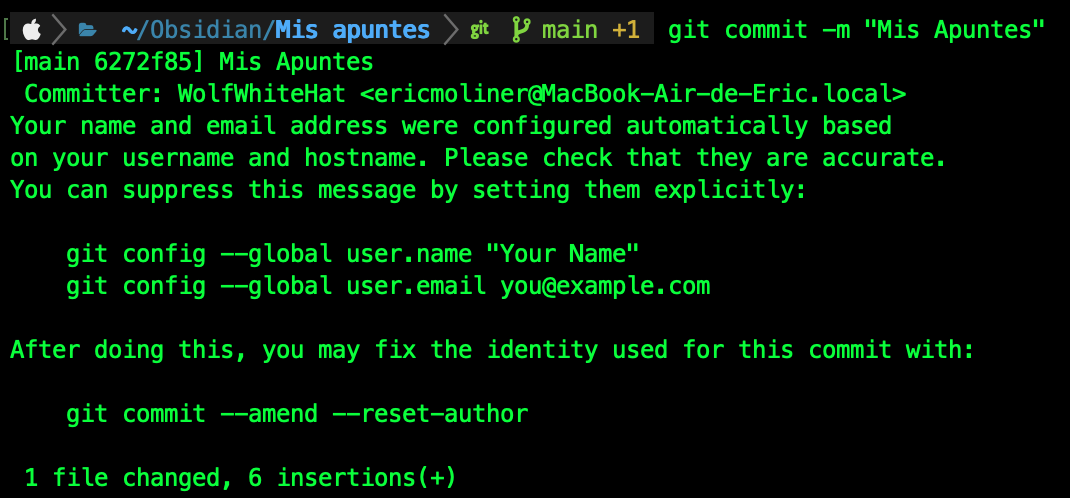 ~/Obsidian/Mis apuntes git main +1 git commit -m "Mis Apuntes"
[main 6272f85] Mis Apuntes
Committer: WolfWhiteHat <ericmoliner@MacBook-Air-de-Eric.local>
Your name and email address were configured automatically based
on your username and hostname. Please check that they are accurate.
You can suppress this message by setting them explicitly:
git config --global user.name "Your Name"
git config --global user.email you@example.com
After doing this, you may fix the identity used for this commit with:
git commit --amend --reset-author
1 file changed, 6 insertions(+)